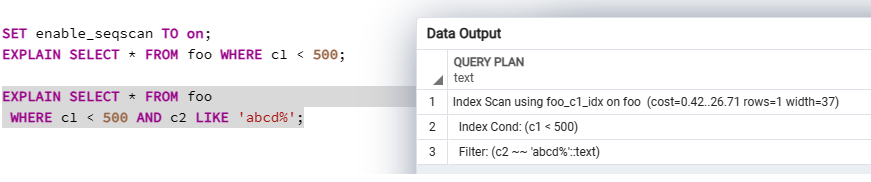 SET enable_seqscan TO on;
EXPLAIN SELECT * FROM foo WHERE c1 < 500;
EXPLAIN SELECT * FROM foo
WHERE c1 < 500 AND c2 LIKE 'abcd%';
Data Output
QUERY PLAN
text
1 Index Scan using foo_c1_idx on foo (cost=0.42..26.71 rows=1 width=37)
2 Index Cond: (c1 < 500)
3 Filter: (c2 ~~ 'abcd%'::text)